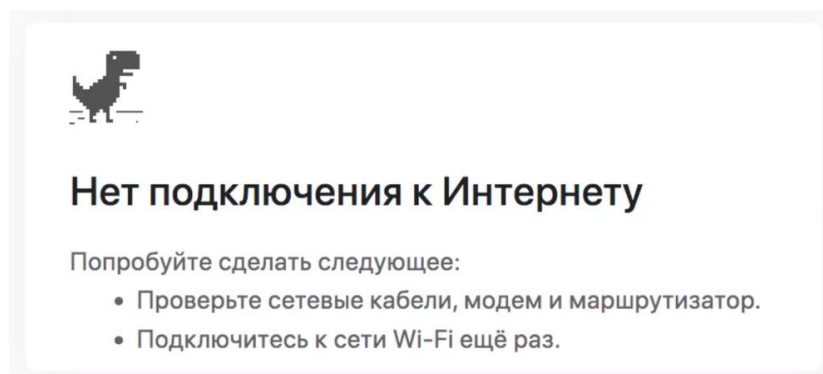 Нет подключения к Интернету
Попробуйте сделать следующее:
• Проверьте сетевые кабели, модем и маршрутизатор.
• Подключитесь к сети Wi-Fi ещё раз.